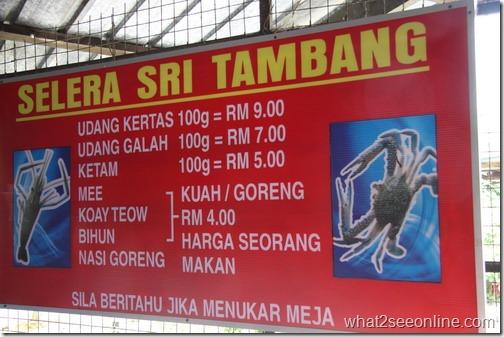 SELERA SRI TAMBANG
UDANG KERTAS 100g = RM 9.00
UDANG GALAH 100g = RM 7.00
KETAM 100g = RM 5.00
MEE KUAH / GORENG
KOAY TEOW RM 4.00
BIHUN HARGA SEORANG
NASI GORENG MAKAN
SILA BERITAHU JIKA MENUKAR MEJA
what2seeonline.com